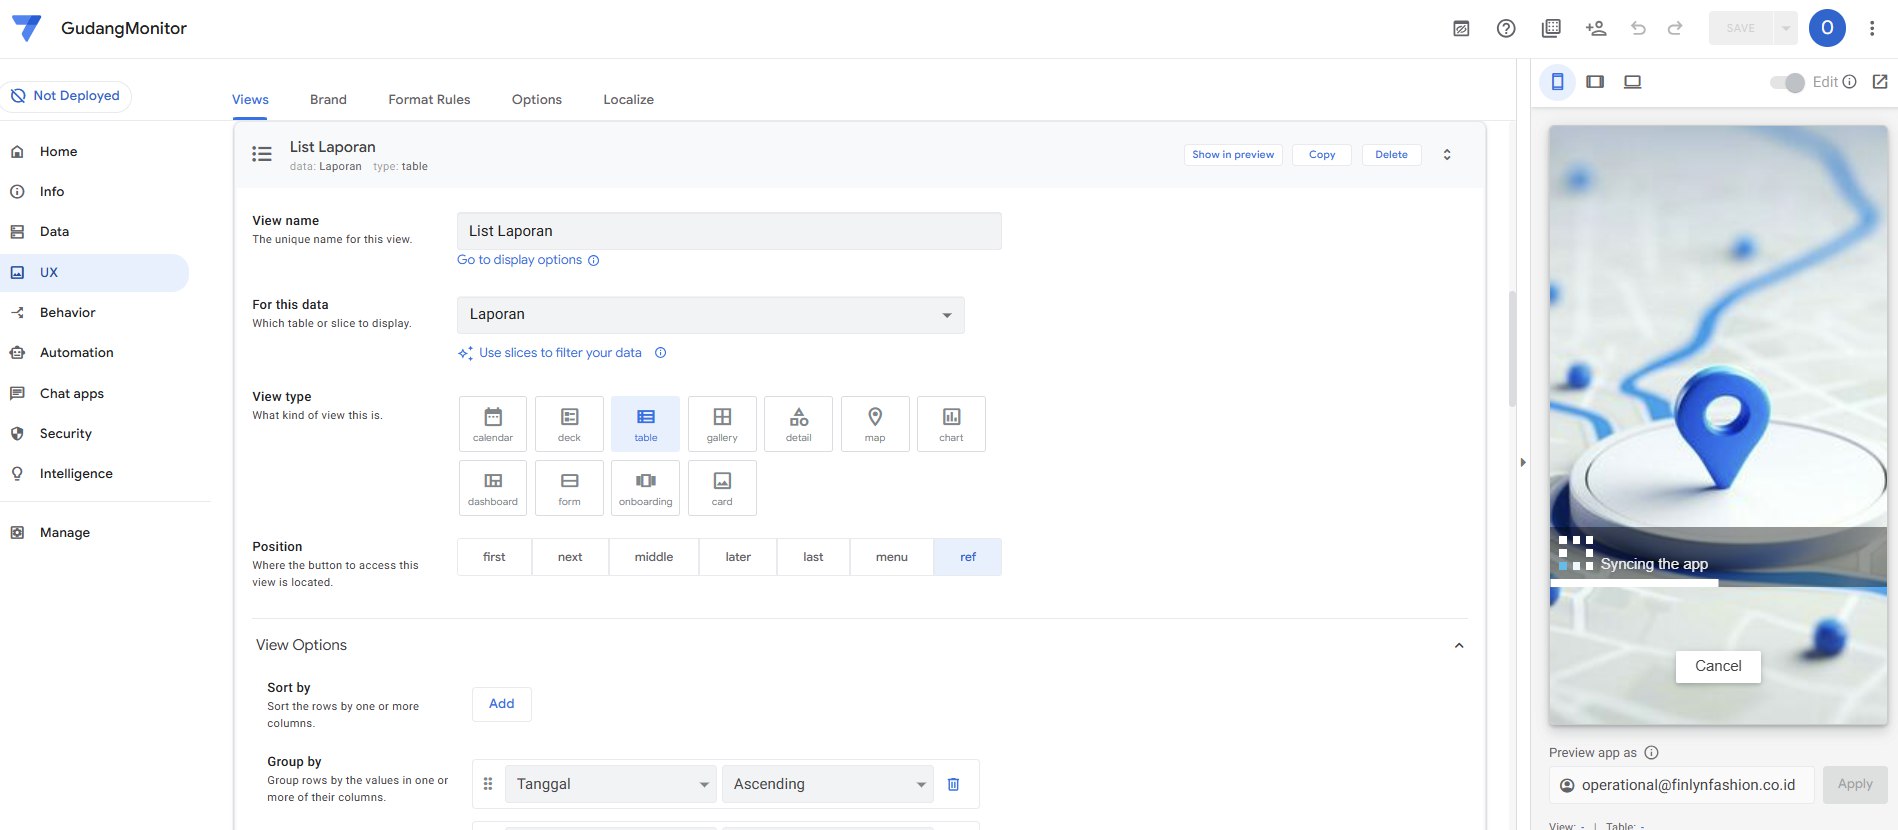 GudangMonitor
SAVE
O
Not Deployed
Views
Brand
Format Rules
Options
Localize
Edit
Home
Info
Data
UX
Behavior
Automation
Chat apps
Security
Intelligence
Manage
List Laporan
data: Laporan type: table
Show in preview
Copy
Delete
View name
The unique name for this view.
List Laporan
Go to display options
For this data
Which table or slice to display.
Laporan
Use slices to filter your data
View type
What kind of view this is.
calendar
deck
table
gallery
detail
map
chart
dashboard
form
onboarding
card
Position
Where the button to access this
view is located.
first
next
middle
later
last
menu
ref
View Options
Sort by
Sort the rows by one or more
columns.
Add
Group by
Group rows by the values in one or
more of their columns.
Tanggal
Ascending
Syncing the app
Cancel
Preview app as
operational@finlynfashion.co.id
Apply
View: - | Table: -